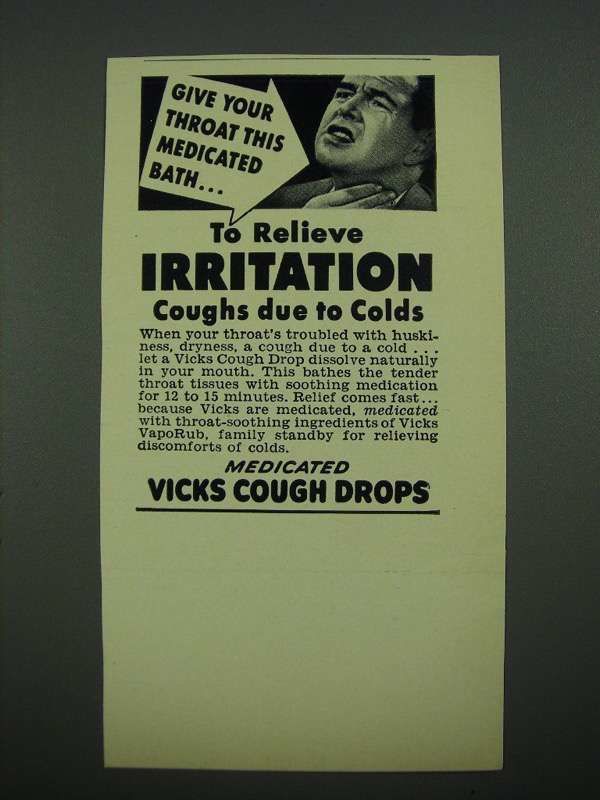 GIVE YOUR
THROAT THIS
MEDICATED
BATH...
To Relieve
IRRITATION
Coughs due to Colds
When your throat's troubled with huski-
ness, dryness, a cough due to a cold ...
let a Vicks Cough Drop dissolve naturally
in your mouth. This bathes the tender
throat tissues with soothing medication
for 12 to 15 minutes. Relief comes fast...
because Vicks are medicated, medicated
with throat-soothing ingredients of Vicks
VapoRub, family standby for relieving
discomforts of colds.
MEDICATED
VICKS COUGH DROPS